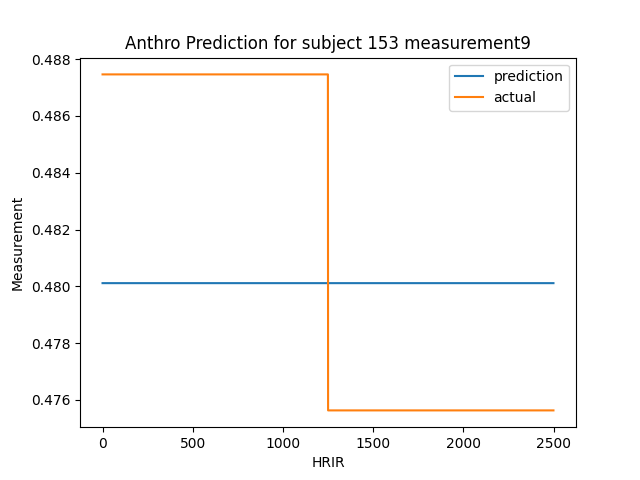 Anthro Prediction for subject 153 measurement9
prediction
actual
Measurement
0.488
0.486
0.484
0.482
0.480
0.478
0.476
0 500 1000 1500 2000 2500
HRIR